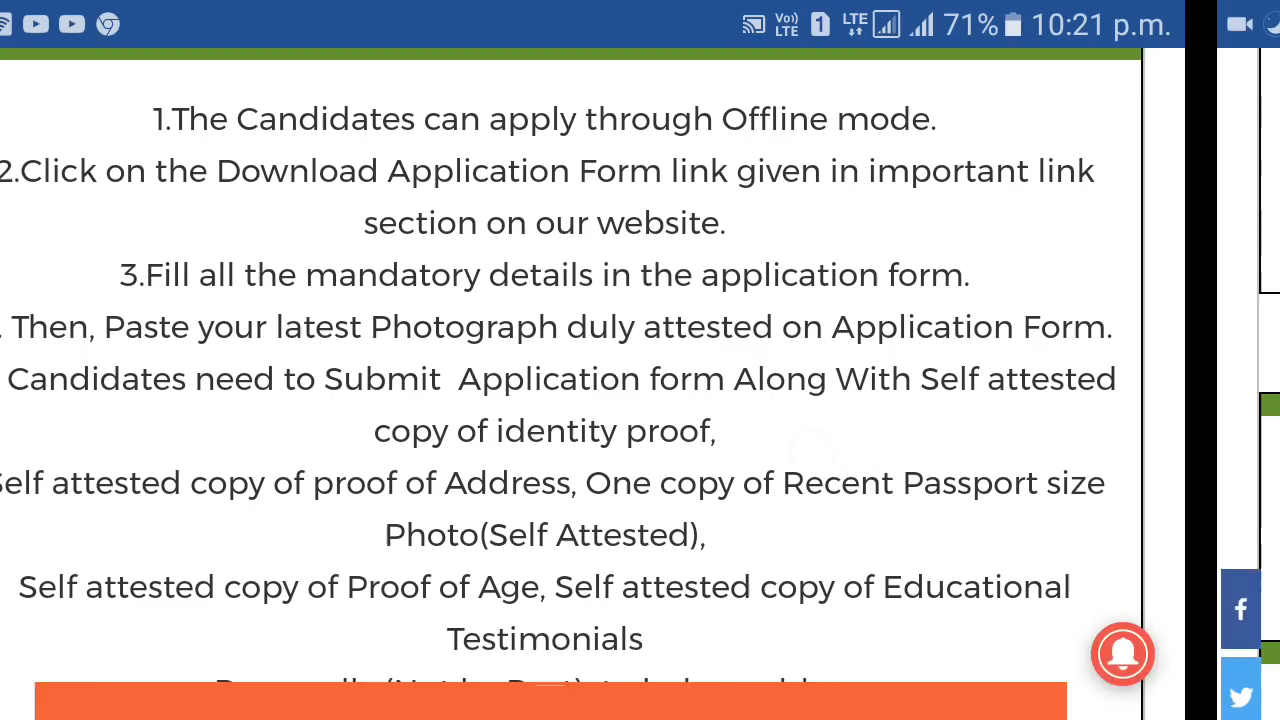 Vo)) LTE 1 LTE 71% 10:21 p.m.
1.The Candidates can apply through Offline mode.
2.Click on the Download Application Form link given in important link
section on our website.
3.Fill all the mandatory details in the application form.
. Then, Paste your latest Photograph duly attested on Application Form.
Candidates need to Submit Application form Along With Self attested
copy of identity proof,
Self attested copy of proof of Address, One copy of Recent Passport size
Photo(Self Attested),
Self attested copy of Proof of Age, Self attested copy of Educational
Testimonials